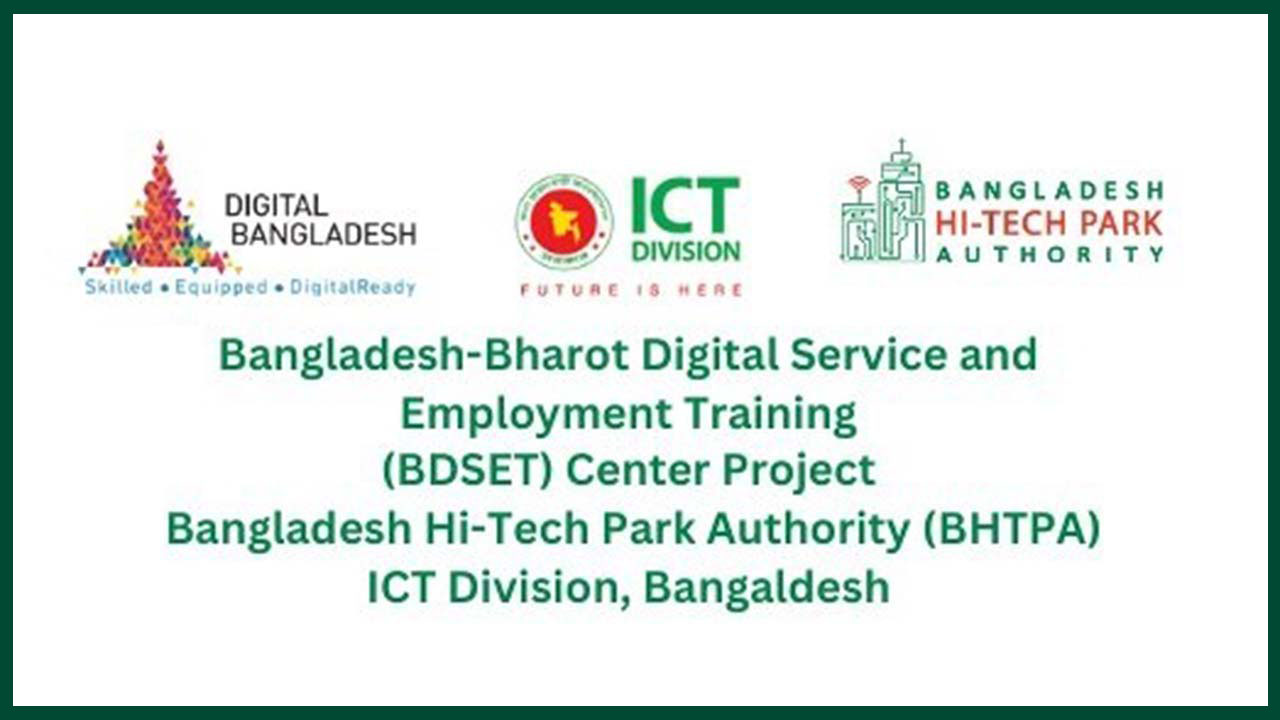 DIGITAL
BANGLADESH
Skilled • Equipped • DigitalReady
ICT
DIVISION
FUTURE IS HERE
BANGLADESH
HI-TECH PARK
AUTHORITY
Bangladesh-Bharot Digital Service and
Employment Training
(BDSET) Center Project
Bangladesh Hi-Tech Park Authority (BHTPA)
ICT Division, Bangaldesh